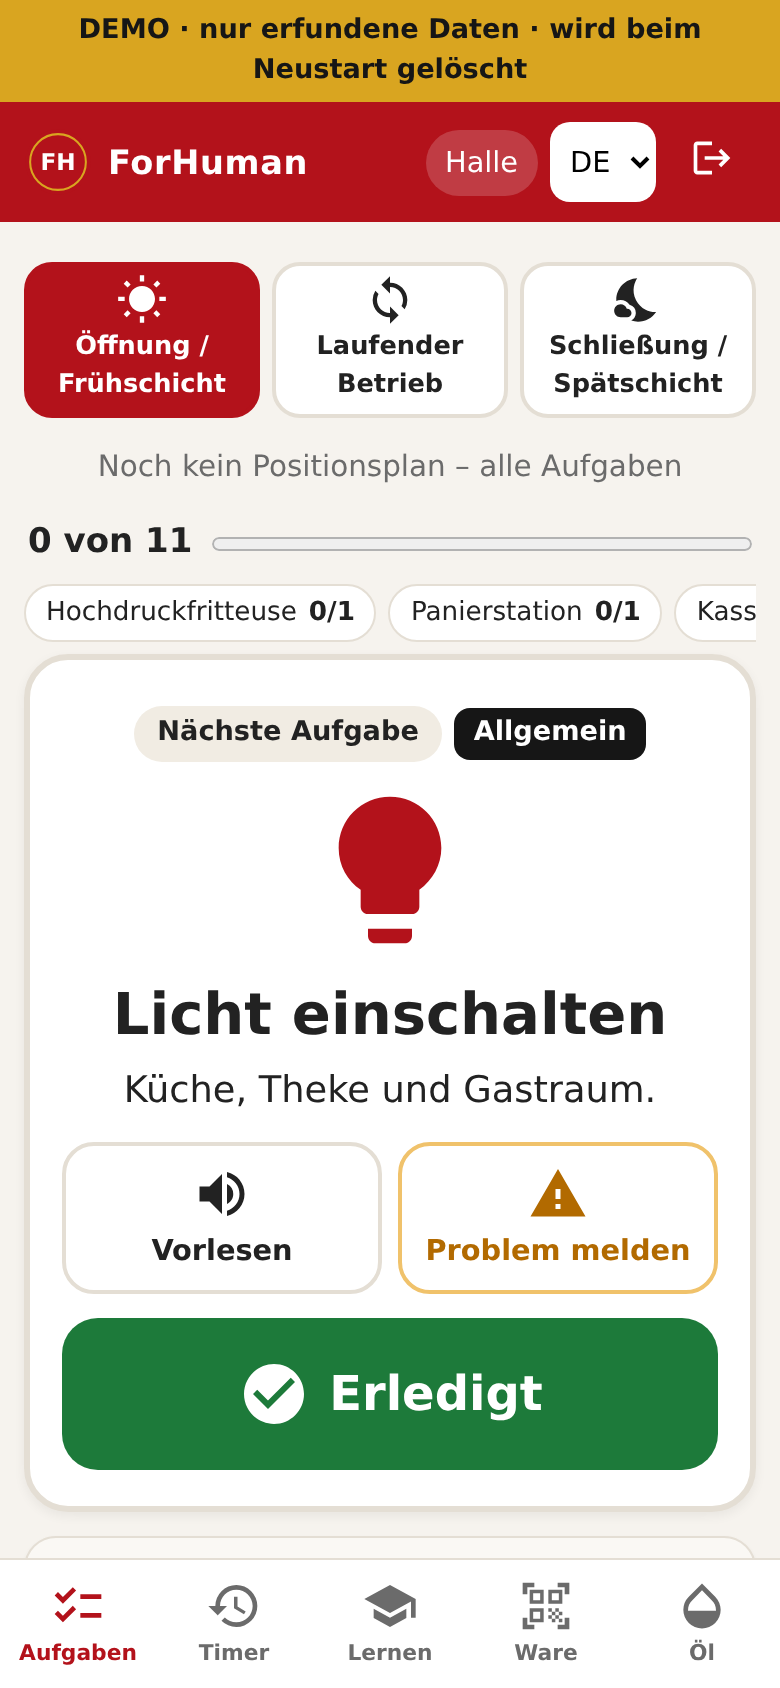 DEMO · nur erfundene Daten · wird beim
Neustart gelöscht
FH ForHuman Halle DE
Öffnung /
Frühschicht
Laufender
Betrieb
Schließung /
Spätschicht
Noch kein Positionsplan – alle Aufgaben
0 von 11
Hochdruckfritteuse 0/1 Panierstation 0/1 Kass
Nächste Aufgabe Allgemein
Licht einschalten
Küche, Theke und Gastraum.
Vorlesen Problem melden
Erledigt
Aufgaben Timer Lernen Ware Öl